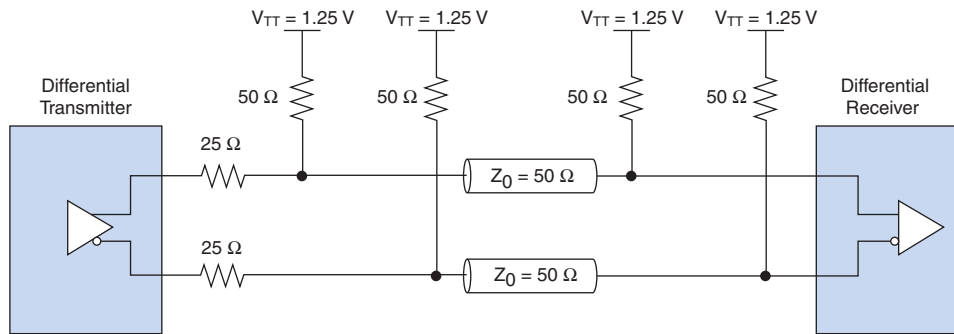 V_TT = 1.25 V
V_TT = 1.25 V
V_TT = 1.25 V
V_TT = 1.25 V
Differential
Transmitter
50 Ω
50 Ω
50 Ω
50 Ω
Differential
Receiver
25 Ω
Z_0 = 50 Ω
25 Ω
Z_0 = 50 Ω